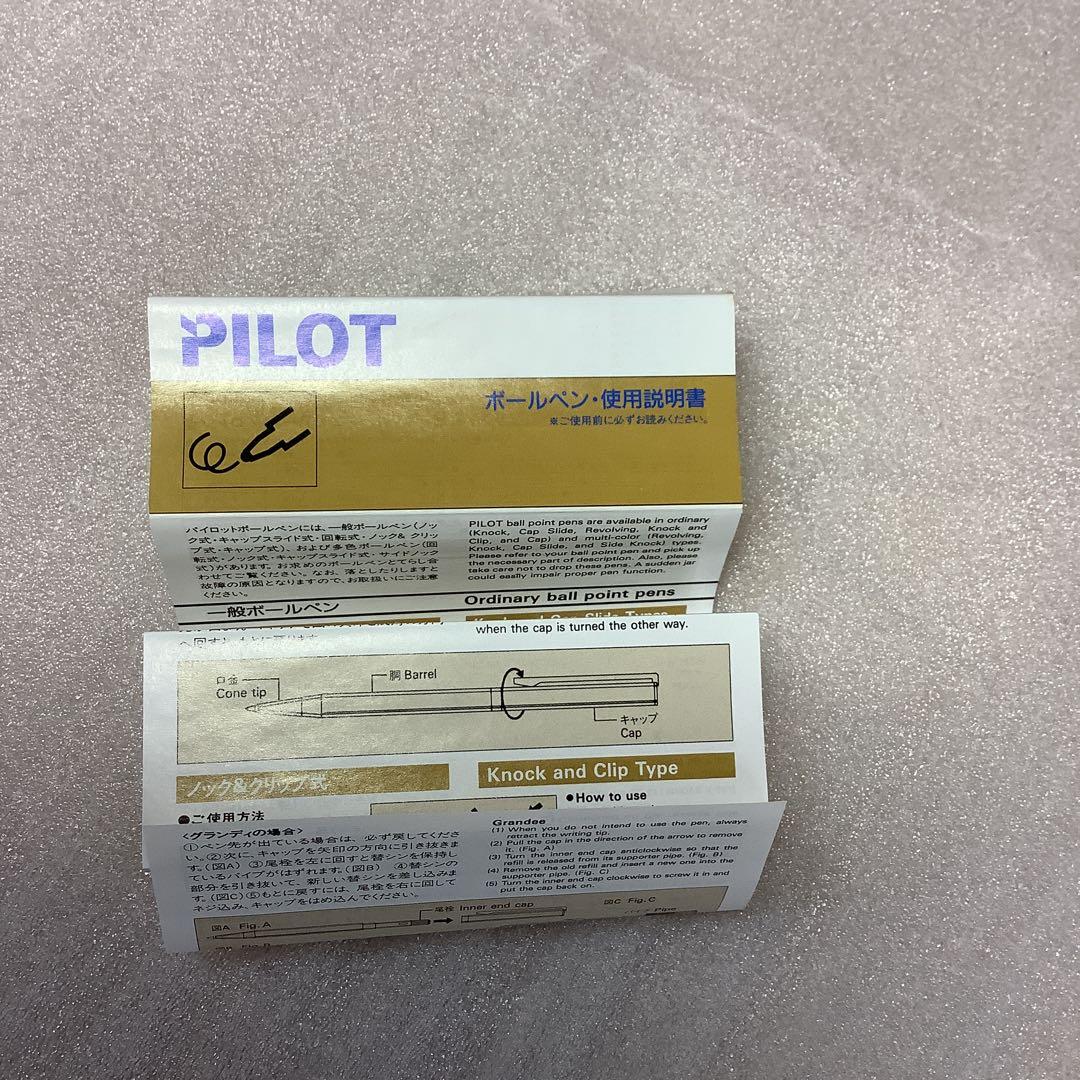 PILOT
ボールペン・使用説明書
※ご使用前に必ずお読みください。
パイロットボールペンには、一般ボールペン(ノッ
ク式・キャップスライド式・回転式・ノック&クリッ
プ式・キャップ式)、および多色ボールペン(回
転式・ノック式・キャップスライド式・サイドノック
式)があります。お求めのボールペンとてらし合
わせてご覧ください。なお、落としたりしますと
故障の原因となりますので、お取扱いにご注意
ください。
PILOT ball point pens are available in ordinary
(Knock, Cap Slide, Revolving, Knock and
Clip, and Cap) and multi-color (Revolving,
Knock, Cap Slide, and Side Knock) types.
Please refer to your ball point pen and pick up
the necessary part of description. Also, please
take care not to drop these pens. A sudden jar
could easily impair proper pen function.
一般ボールペン
Ordinary ball point pens
Knock and Cap Slide Types
when the cap is turned the other way.
口金
Cone tip
胴 Barrel
キャップ
Cap
ノック&クリップ式
Knock and Clip Type
●ご使用方法
●How to use
<グランディの場合>
①ペン先が出ている場合は、必ず戻してくださ
い。②次に、キャップを矢印の方向に引き抜きま
す。(図A) ③尾栓を左に回すと替シンを保持し
ているパイプがはずれます。(図B) ④替シンの
部分を引き抜いて、新しい替シンを差し込みま
す。(図C)⑤もとに戻すには、尾栓を右に回して
ネジ込み、キャップをはめ込んでください。
Grandee
(1) When you do not intend to use the pen, always
retract the writing tip.
(2) Pull the cap in the direction of the arrow to remove
it. (Fig. A)
(3) Turn the inner end cap anticlockwise so that the
refill is released from its supporter pipe. (Fig. B)
(4) Remove the old refill and insert a new one into the
supporter pipe. (Fig. C)
(5) Turn the inner end cap clockwise to screw it in and
put the cap back on.
尾栓 Inner end cap
図C Fig. C
図A Fig. A
パイプ Pipe
図B Fig. B